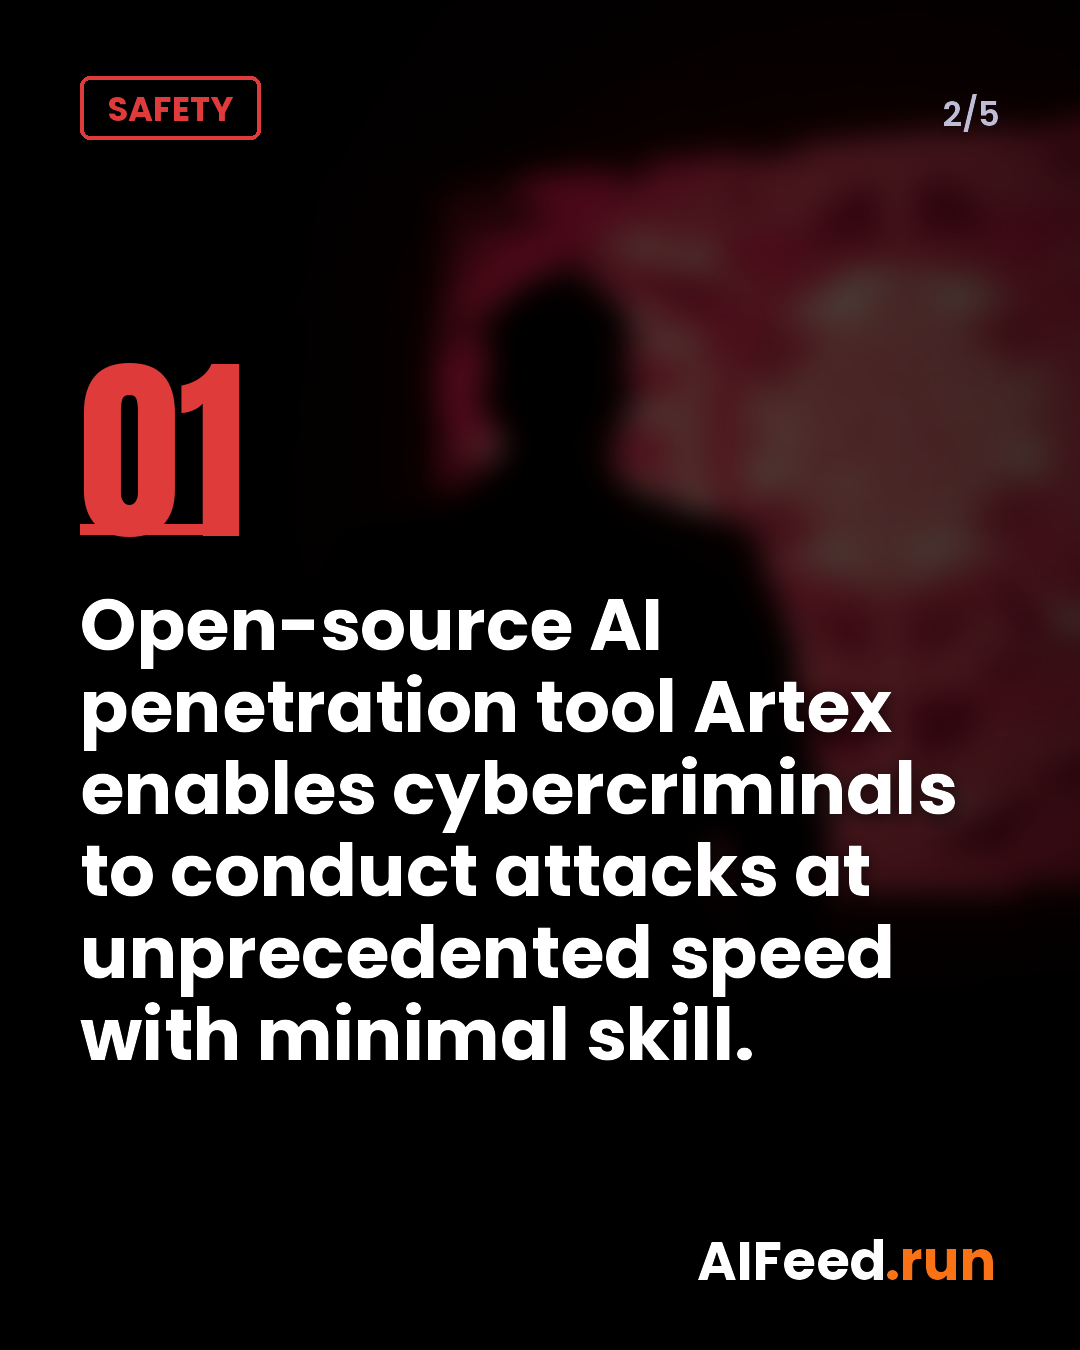 SAFETY
2/5
01
Open-source AI
penetration tool Artex
enables cybercriminals
to conduct attacks at
unprecedented speed
with minimal skill.
AIFeed.run